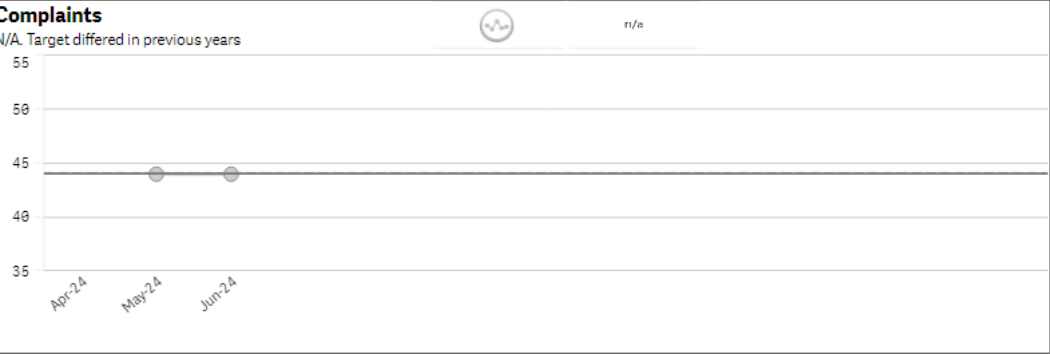 Complaints
n/a
N/A. Target differed in previous years
55
50
45
40
35
Apr-24
May-24
Jun-24